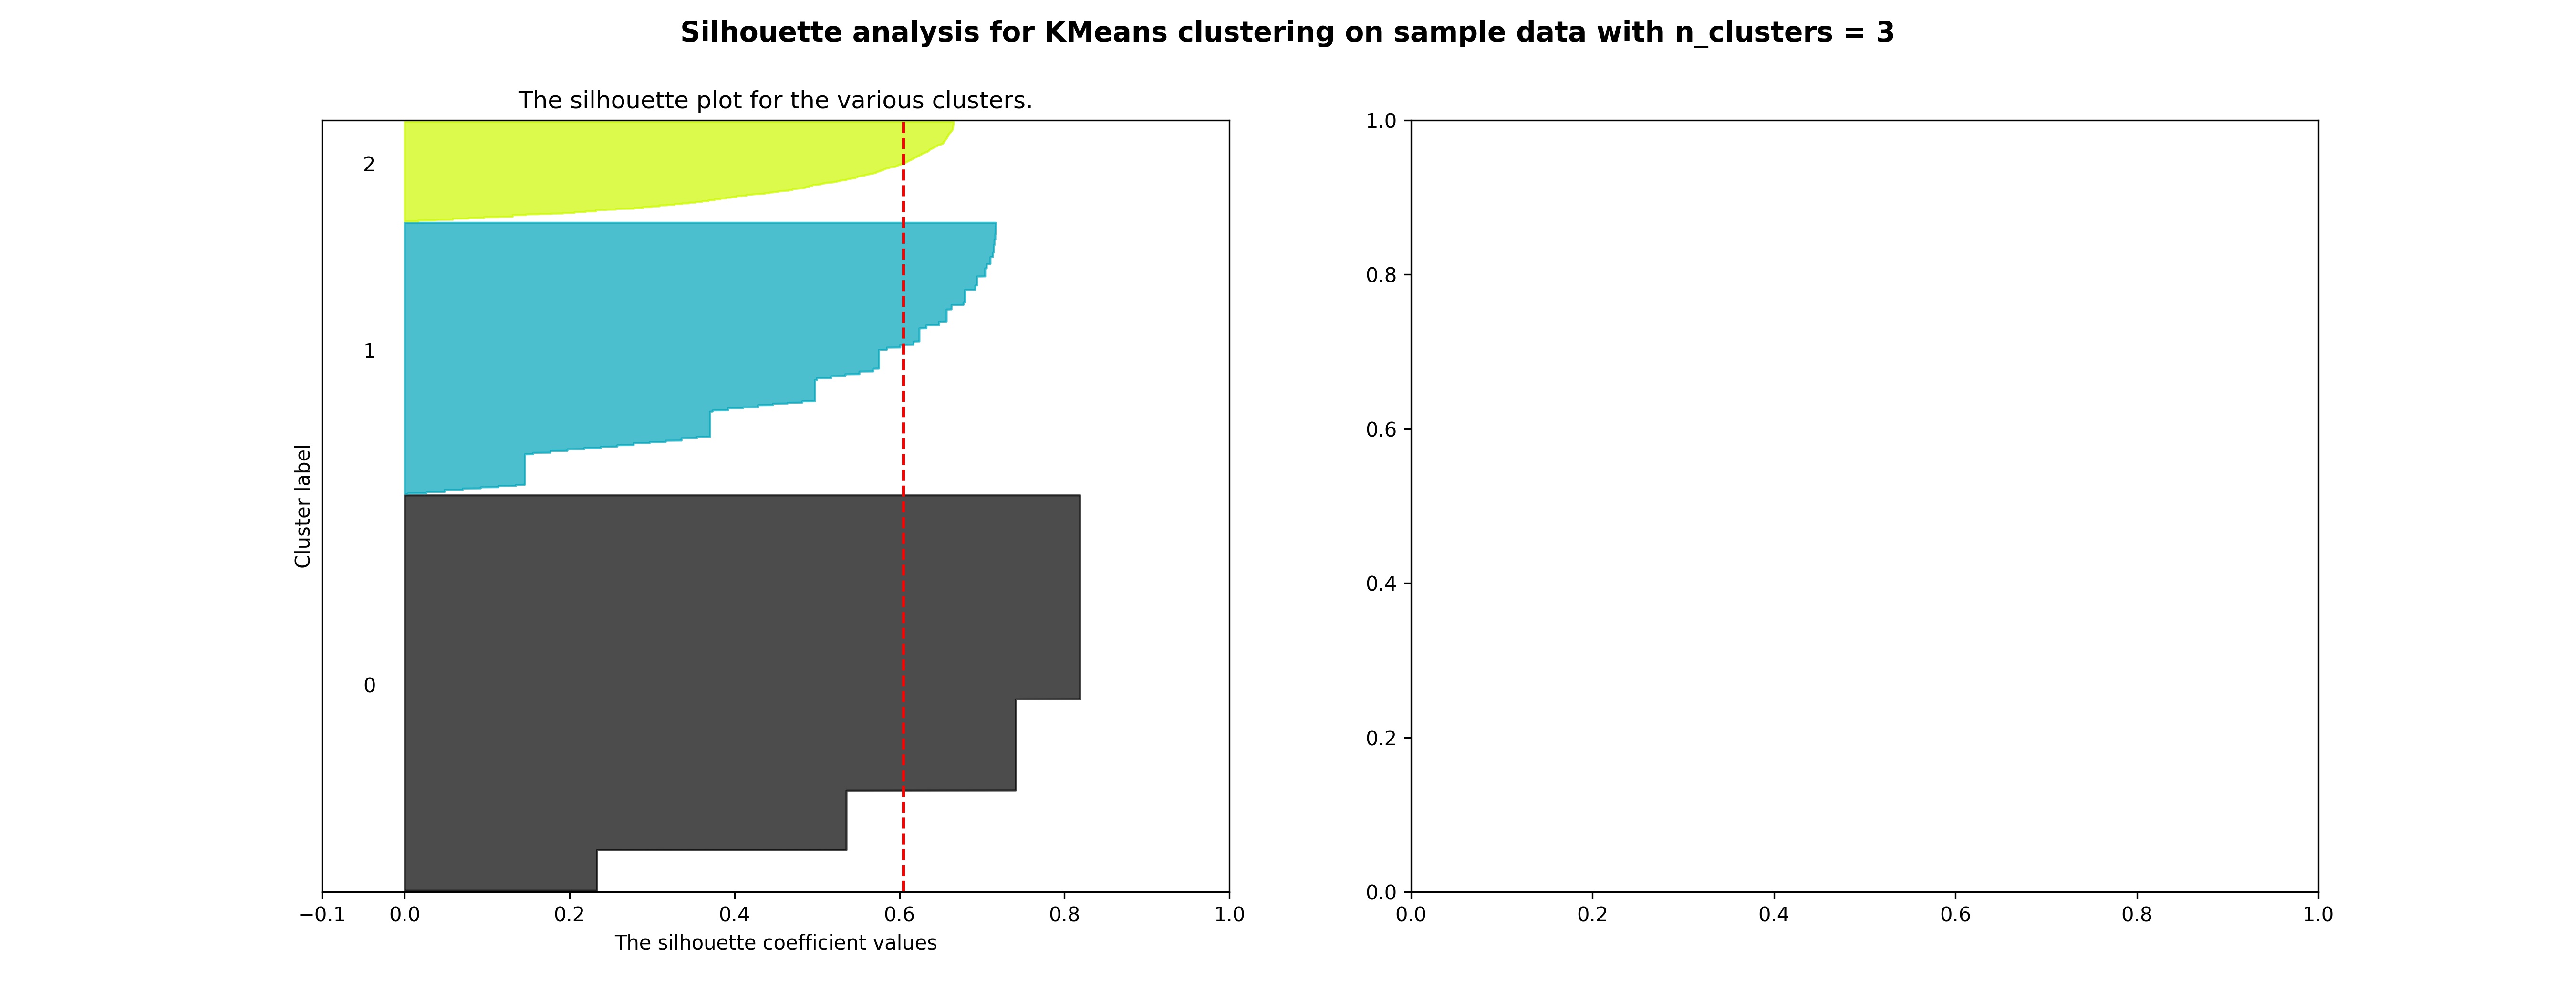 Silhouette analysis for KMeans clustering on sample data with n_clusters = 3
The silhouette plot for the various clusters.
2
1
0
Cluster label
−0.1 0.0 0.2 0.4 0.6 0.8 1.0
The silhouette coefficient values
1.0
0.8
0.6
0.4
0.2
0.0
0.0 0.2 0.4 0.6 0.8 1.0